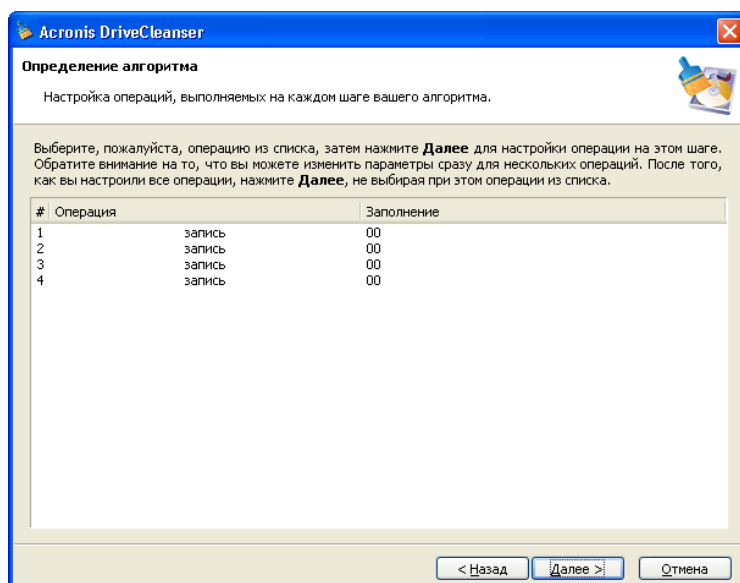 Acronis DriveCleanser
Определение алгоритма
Настройка операций, выполняемых на каждом шаге вашего алгоритма.
Выберите, пожалуйста, операцию из списка, затем нажмите Далее для настройки операции на этом шаге.
Обратите внимание на то, что вы можете изменить параметры сразу для нескольких операций. После того,
как вы настроили все операции, нажмите Далее, не выбирая при этом операции из списка.
# Операция Заполнение
1 запись 00
2 запись 00
3 запись 00
4 запись 00
< Назад Далее > Отмена